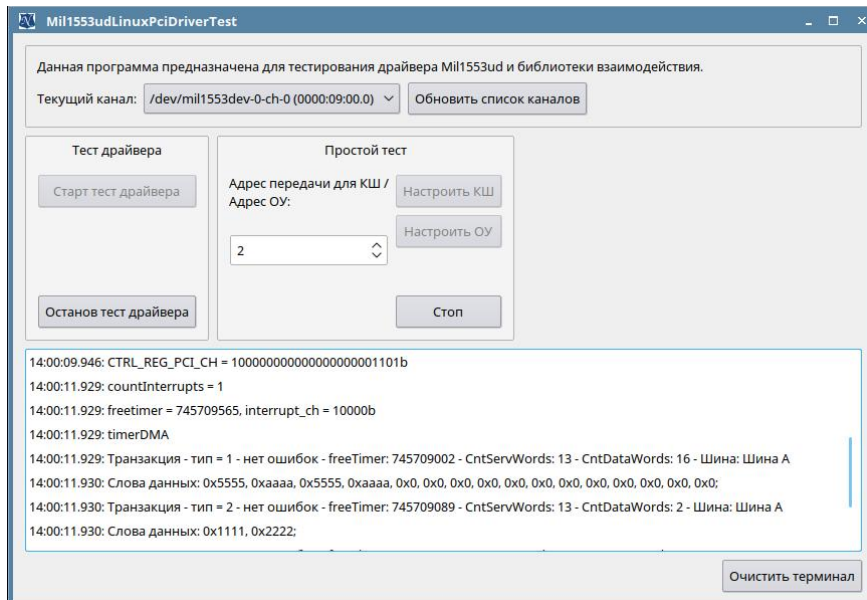 Mil1553udLinuxPciDriverTest
Данная программа предназначена для тестирования драйвера Mil1553ud и библиотеки взаимодействия.
Текущий канал: /dev/mil1553dev-0-ch-0 (0000:09:00.0) Обновить список каналов
Тест драйвера
Старт тест драйвера
Останов тест драйвера
Простой тест
Адрес передачи для КШ /
Адрес ОУ:
Настроить КШ
Настроить ОУ
2
Стоп
14:00:09.946: CTRL_REG_PCI_CH = 10000000000000000001101b
14:00:11.929: countInterrupts = 1
14:00:11.929: freetimer = 745709565, interrupt_ch = 10000b
14:00:11.929: timerDMA
14:00:11.929: Транзакция - тип = 1 - нет ошибок - freeTimer: 745709002 - CntServWords: 13 - CntDataWords: 16 - Шина: Шина A
14:00:11.930: Слова данных: 0x5555, 0xaaaa, 0x5555, 0xaaaa, 0x0, 0x0, 0x0, 0x0, 0x0, 0x0, 0x0, 0x0, 0x0, 0x0, 0x0, 0x0;
14:00:11.930: Транзакция - тип = 2 - нет ошибок - freeTimer: 745709089 - CntServWords: 13 - CntDataWords: 2 - Шина: Шина A
14:00:11.930: Слова данных: 0x1111, 0x2222;
Очистить терминал